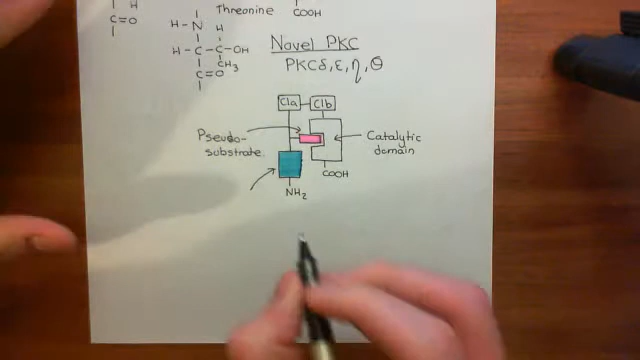 H
C=O
Threonine
COOH
H-N H
H-C-C-OH
CH3
C=O
Novel PKC
PKCδ, ε, η, θ
C1a C1b
Pseudo-
substrate
Catalytic
domain
COOH
NH2